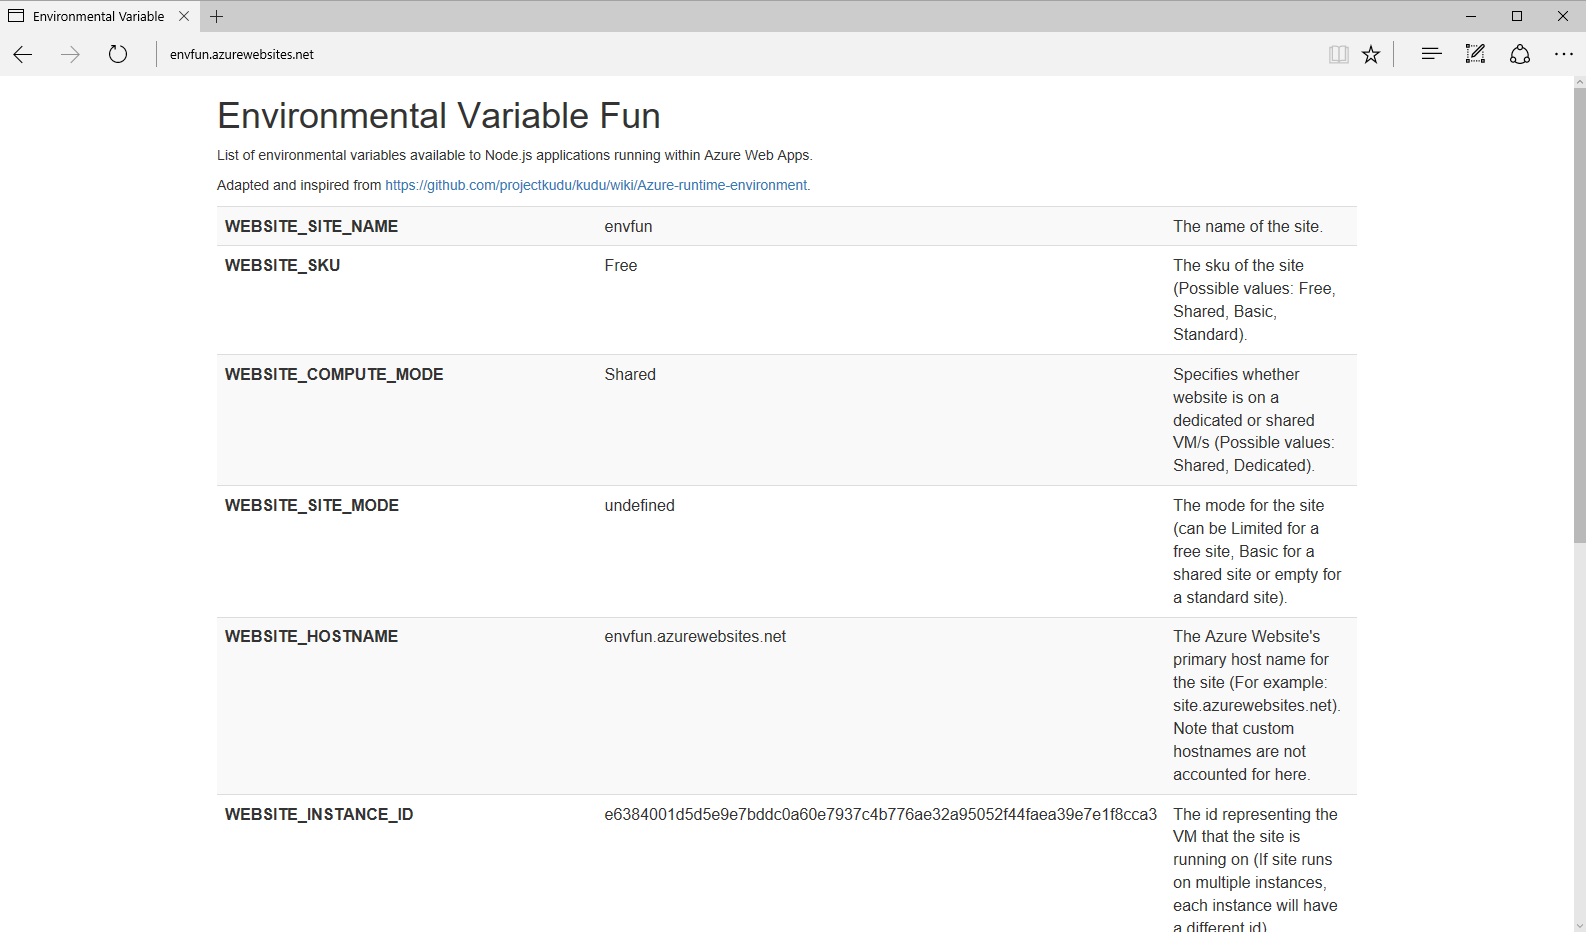 Environmental Variable
envfun.azurewebsites.net
Environmental Variable Fun
List of environmental variables available to Node.js applications running within Azure Web Apps.
Adapted and inspired from https://github.com/projectkudu/kudu/wiki/Azure-runtime-environment.
WEBSITE_SITE_NAME envfun The name of the site.
WEBSITE_SKU Free The sku of the site
(Possible values: Free,
Shared, Basic,
Standard).
WEBSITE_COMPUTE_MODE Shared Specifies whether
website is on a
dedicated or shared
VM/s (Possible values:
Shared, Dedicated).
WEBSITE_SITE_MODE undefined The mode for the site
(can be Limited for a
free site, Basic for a
shared site or empty for
a standard site).
WEBSITE_HOSTNAME envfun.azurewebsites.net The Azure Website's
primary host name for
the site (For example:
site.azurewebsites.net).
Note that custom
hostnames are not
accounted for here.
WEBSITE_INSTANCE_ID e6384001d5d5e9e7bddc0a60e7937c4b776ae32a95052f44faea39e7e1f8cca3 The id representing the
VM that the site is
running on (If site runs
on multiple instances,
each instance will have
a different id)